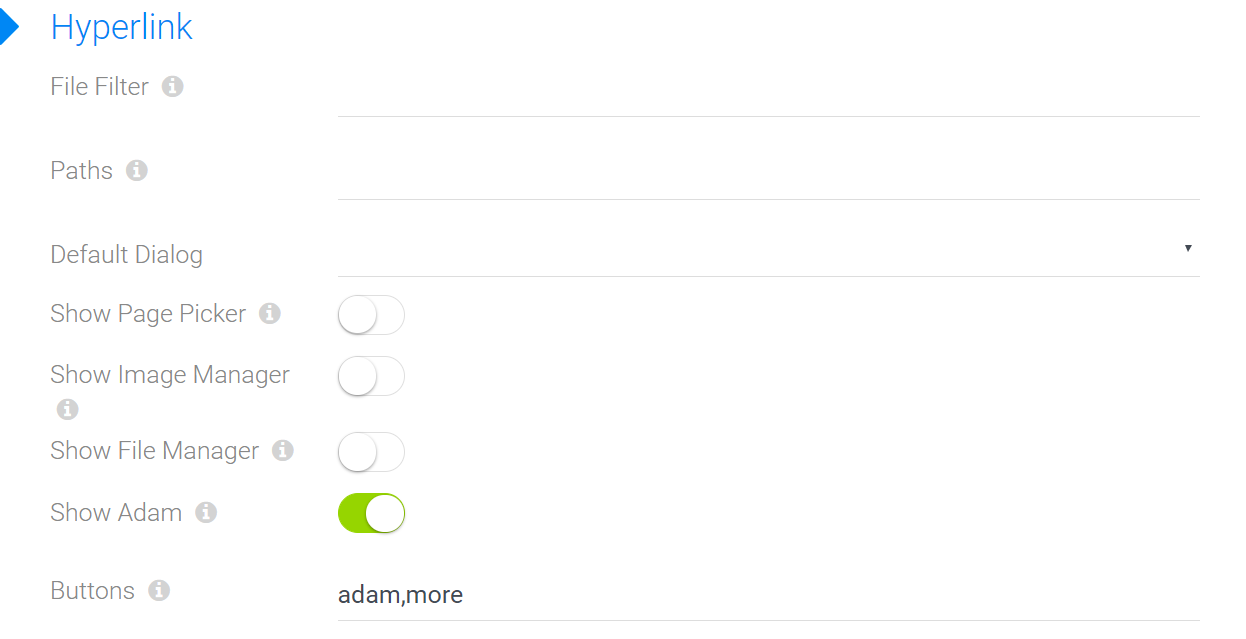 Hyperlink
File Filter
Paths
Default Dialog
Show Page Picker
Show Image Manager
Show File Manager
Show Adam
Buttons adam,more